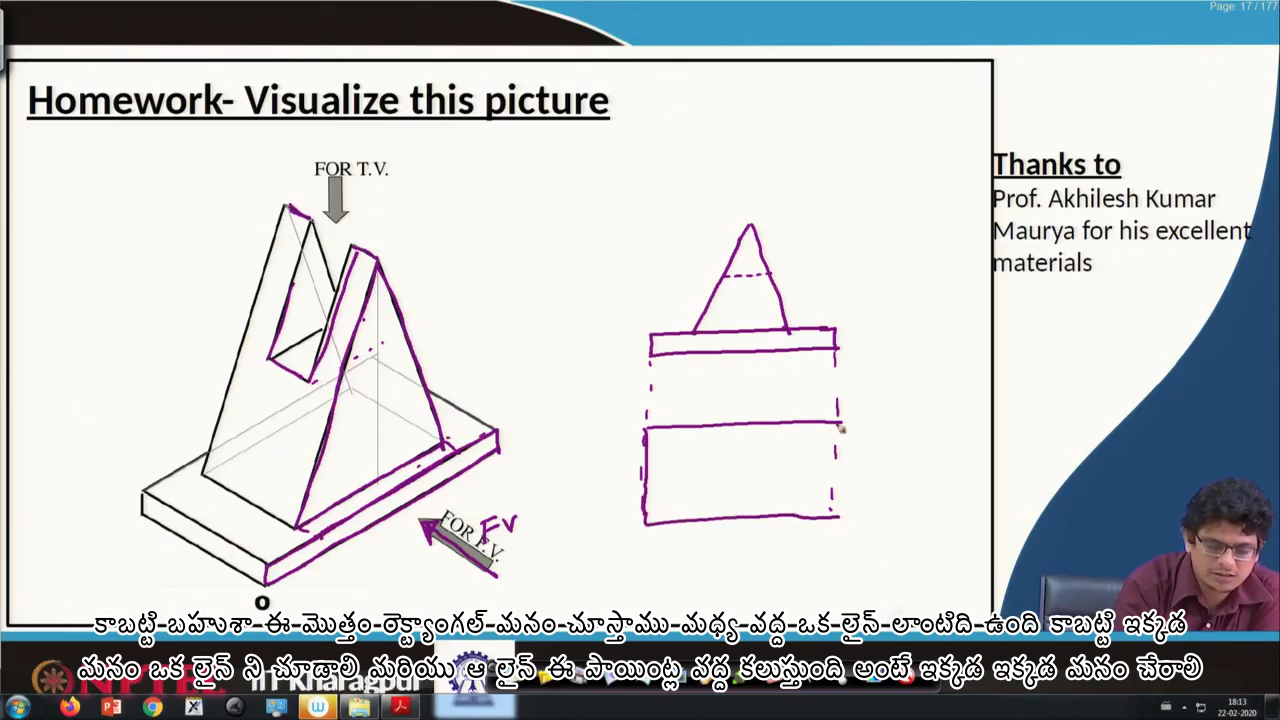 Page: 17 / 177
Homework- Visualize this picture
FOR T.V.
Thanks to
Prof. Akhilesh Kumar
Maurya for his excellent
materials
FV
FOR F.V.
O
కాబట్టి బహుశా ఈ మొత్తం రెక్ట్యాంగల్ మనం చూస్తాము మధ్య వద్ద ఒక లైన్ లాంటిది ఉంది కాబట్టి ఇక్కడ
మనం ఒక లైన్ ని చూడాలి మరియు ఆ లైన్ ఈ పాయింట్ల వద్ద కలుస్తుంది అంటే ఇక్కడ ఇక్కడ మనం చేరాలి
NPTEL IIT Kharagpur
18:13
22-02-2020